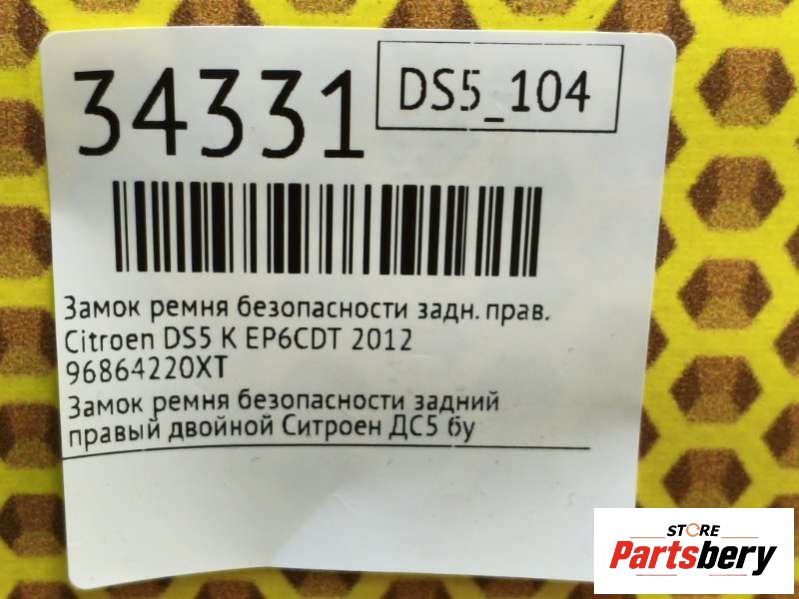 34331
DS5_104
Замок ремня безопасности задн. прав.
Citroen DS5 K EP6CDT 2012
96864220XT
Замок ремня безопасности задний
правый двойной Ситроен ДС5 бу
STORE
Partsbery